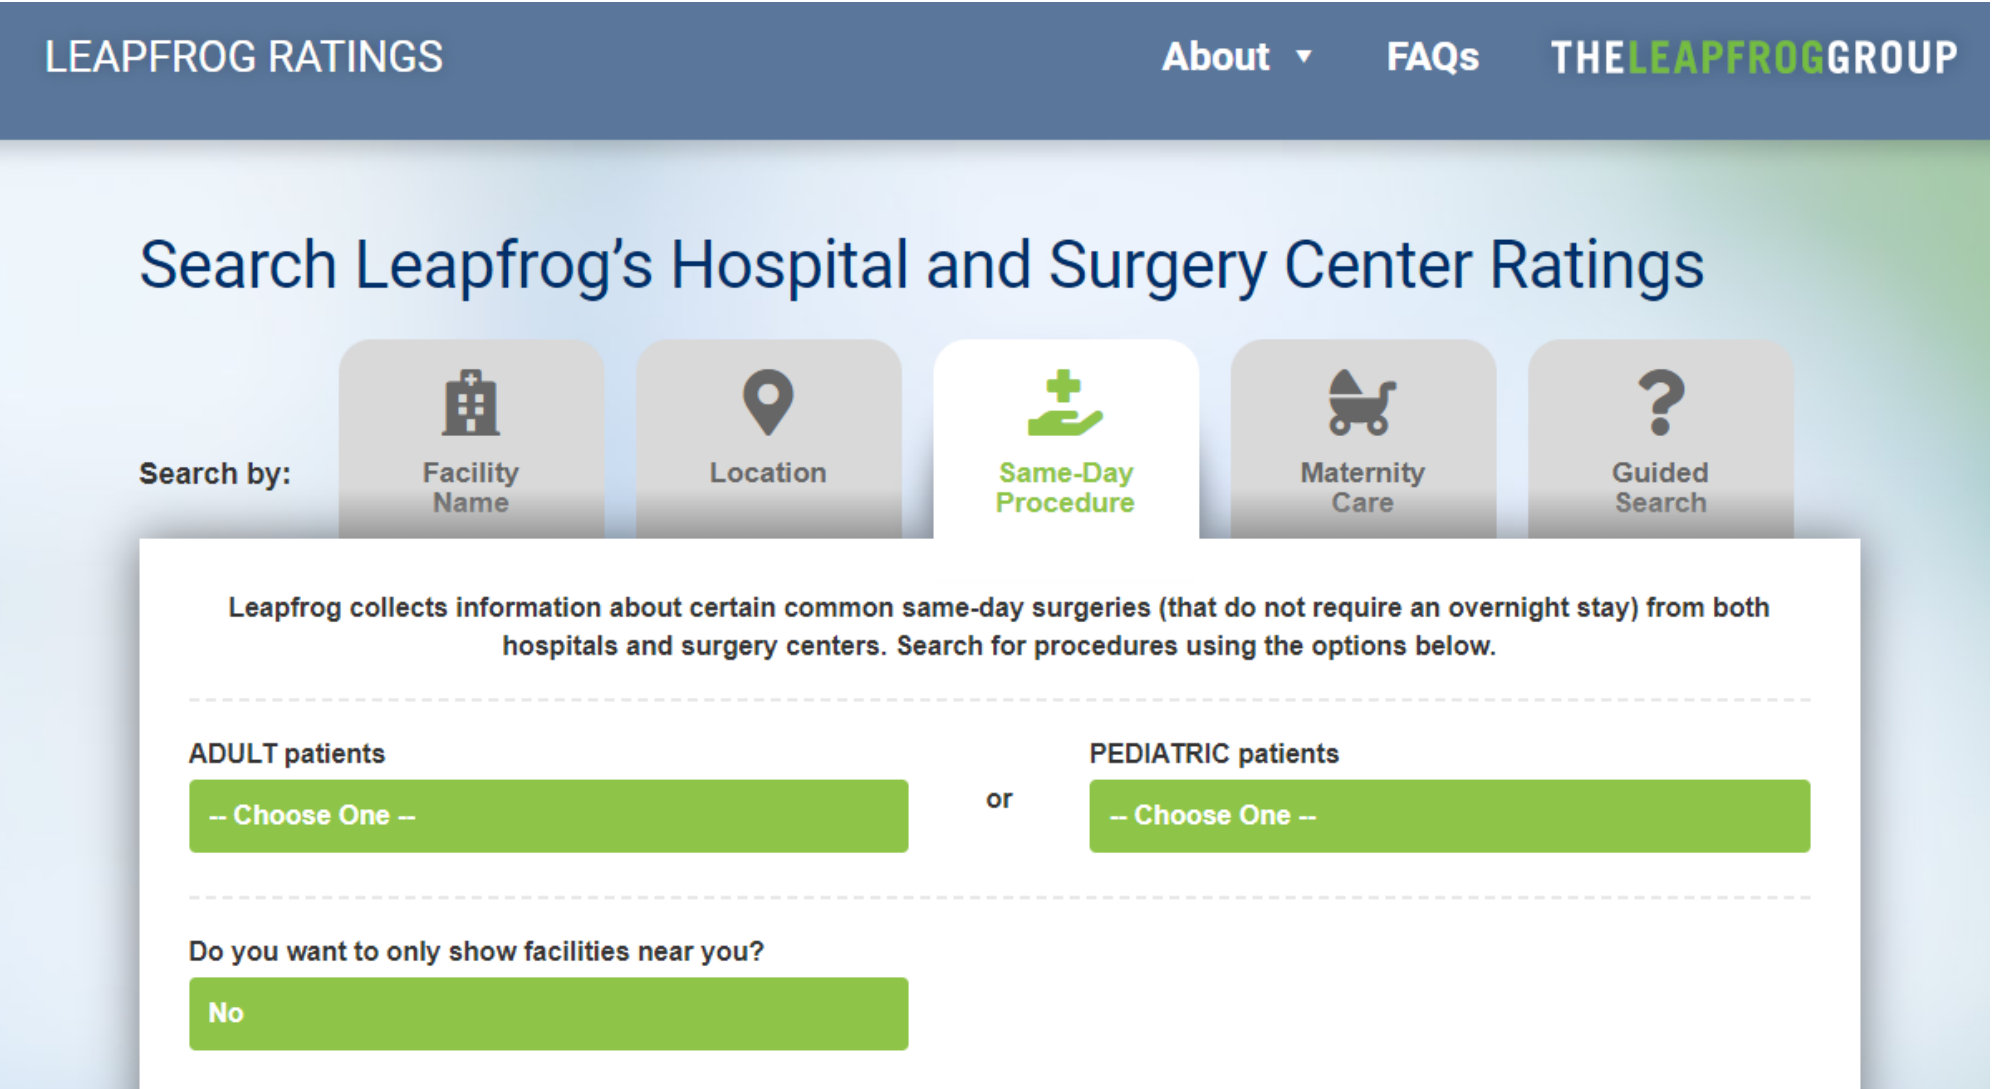 LEAPFROG RATINGS
About
FAQs
THELEAPFROGGROUP
Search Leapfrog's Hospital and Surgery Center Ratings
Search by:
Facility
Name
Location
Same-Day
Procedure
Maternity
Care
Guided
Search
Leapfrog collects information about certain common same-day surgeries (that do not require an overnight stay) from both
hospitals and surgery centers. Search for procedures using the options below.
ADULT patients
-- Choose One --
or
PEDIATRIC patients
-- Choose One --
Do you want to only show facilities near you?
No